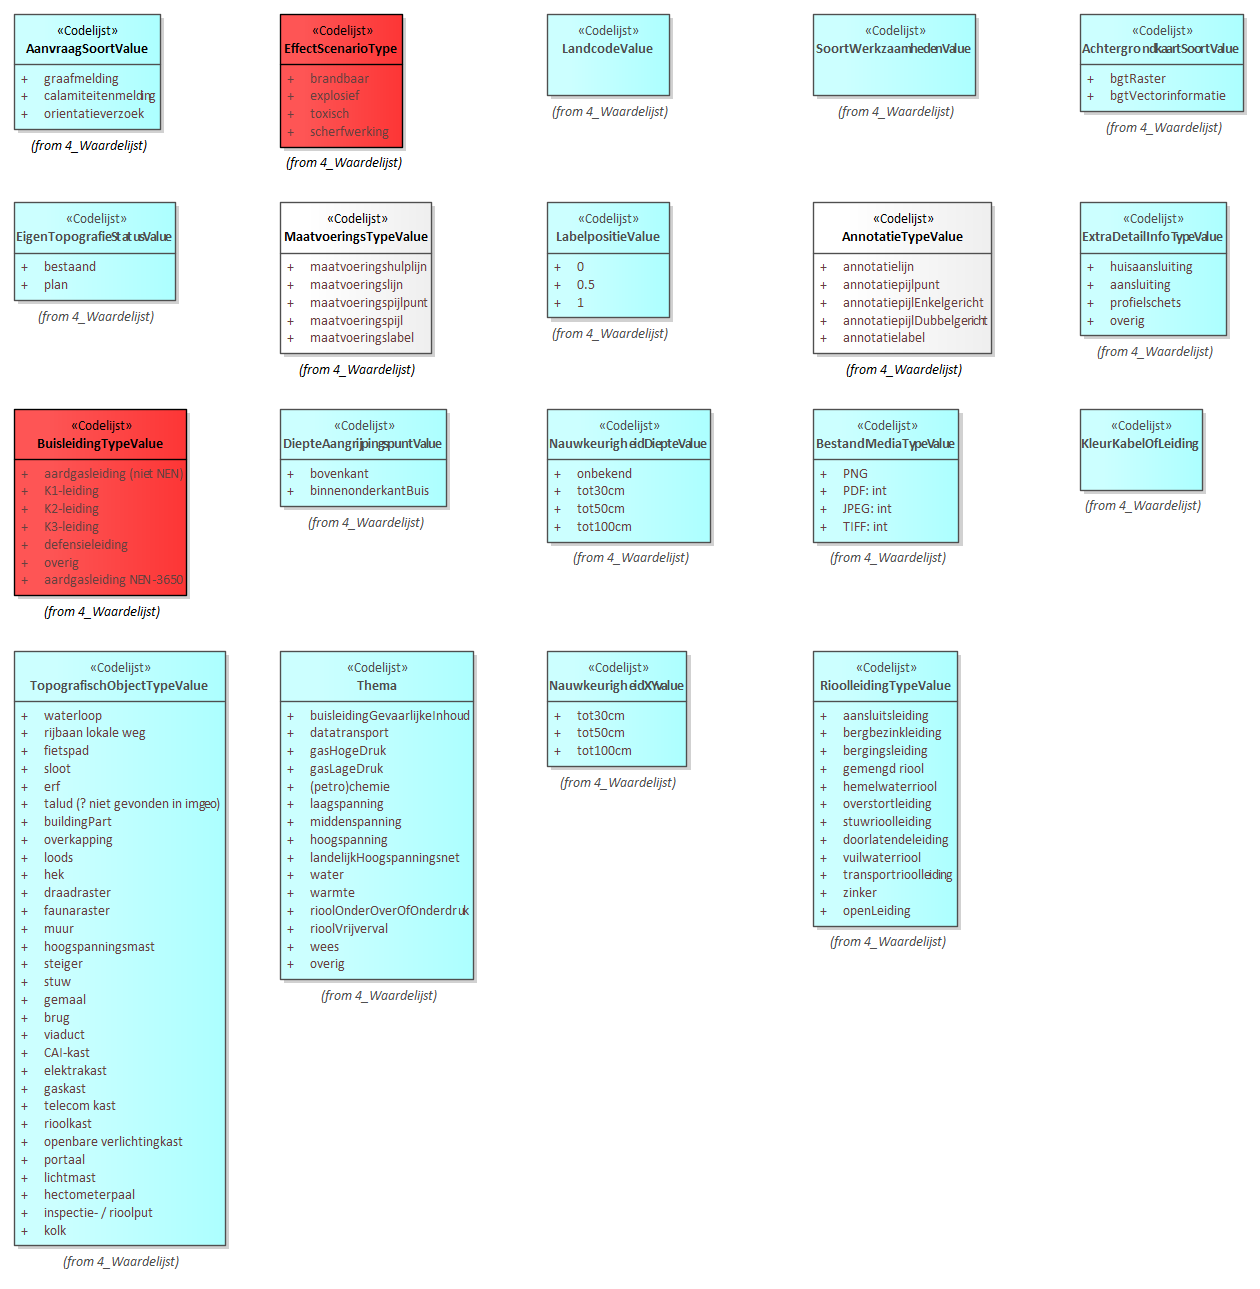 «Codelijst»
AanvraagSoortValue
+ graafmelding
+ calamiteitenmelding
+ orientatieverzoek
(from 4_Waardelijst)
«Codelijst»
EffectScenarioType
+ brandbaar
+ explosief
+ toxisch
+ scherfwerking
(from 4_Waardelijst)
«Codelijst»
LandcodeValue
(from 4_Waardelijst)
«Codelijst»
SoortWerkzaamhedenValue
(from 4_Waardelijst)
«Codelijst»
AchtergrondkaartSoortValue
+ bgtRaster
+ bgtVectorinformatie
(from 4_Waardelijst)
«Codelijst»
EigenTopografieStatusValue
+ bestaand
+ plan
(from 4_Waardelijst)
«Codelijst»
MaatvoeringsTypeValue
+ maatvoeringshulplijn
+ maatvoeringslijn
+ maatvoeringspijlpunt
+ maatvoeringspijl
+ maatvoeringslabel
(from 4_Waardelijst)
«Codelijst»
LabelpositieValue
+ 0
+ 0.5
+ 1
(from 4_Waardelijst)
«Codelijst»
AnnotatieTypeValue
+ annotatielijn
+ annotatiepijlpunt
+ annotatiepijlEnkelgericht
+ annotatiepijlDubbelgericht
+ annotatielabel
(from 4_Waardelijst)
«Codelijst»
ExtraDetailInfoTypeValue
+ huisaansluiting
+ aansluiting
+ profielschets
+ overig
(from 4_Waardelijst)
«Codelijst»
BuisleidingTypeValue
+ aardgasleiding (niet NEN)
+ K1-leiding
+ K2-leiding
+ K3-leiding
+ defensieleiding
+ overig
+ aardgasleiding NEN-3650
(from 4_Waardelijst)
«Codelijst»
DiepteAangrijpingspuntValue
+ bovenkant
+ binnenonderkantBuis
(from 4_Waardelijst)
«Codelijst»
NauwkeurigheidDiepteValue
+ onbekend
+ tot30cm
+ tot50cm
+ tot100cm
(from 4_Waardelijst)
«Codelijst»
BestandMediaTypeValue
+ PNG
+ PDF: int
+ JPEG: int
+ TIFF: int
(from 4_Waardelijst)
«Codelijst»
KleurKabelOfLeiding
(from 4_Waardelijst)
«Codelijst»
TopografischObjectTypeValue
+ waterloop
+ rijbaan lokale weg
+ fietspad
+ sloot
+ erf
+ talud (? niet gevonden in imgeo)
+ buildingPart
+ overkapping
+ loods
+ hek
+ draadraster
+ faunaraster
+ muur
+ hoogspanningsmast
+ steiger
+ stuw
+ gemaal
+ brug
+ viaduct
+ CAI-kast
+ elektrakast
+ gaskast
+ telecom kast
+ rioolkast
+ openbare verlichtingkast
+ portaal
+ lichtmast
+ hectometerpaal
+ inspectie- / rioolput
+ kolk
(from 4_Waardelijst)
«Codelijst»
Thema
+ buisleidingGevaarlijkeInhoud
+ datatransport
+ gasHogeDruk
+ gasLageDruk
+ (petro)chemie
+ laagspanning
+ middenspanning
+ hoogspanning
+ landelijkHoogspanningsnet
+ water
+ warmte
+ rioolOnderOverOfOnderdruk
+ rioolVrijverval
+ wees
+ overig
(from 4_Waardelijst)
«Codelijst»
NauwkeurigheidXYvalue
+ tot30cm
+ tot50cm
+ tot100cm
(from 4_Waardelijst)
«Codelijst»
RioolleidingTypeValue
+ aansluitsleiding
+ bergbezinkleiding
+ bergingsleiding
+ gemengd riool
+ hemelwaterriool
+ overstortleiding
+ stuwrioolleiding
+ doorlatendeleiding
+ vuilwaterriool
+ transportrioolleiding
+ zinker
+ openLeiding
(from 4_Waardelijst)